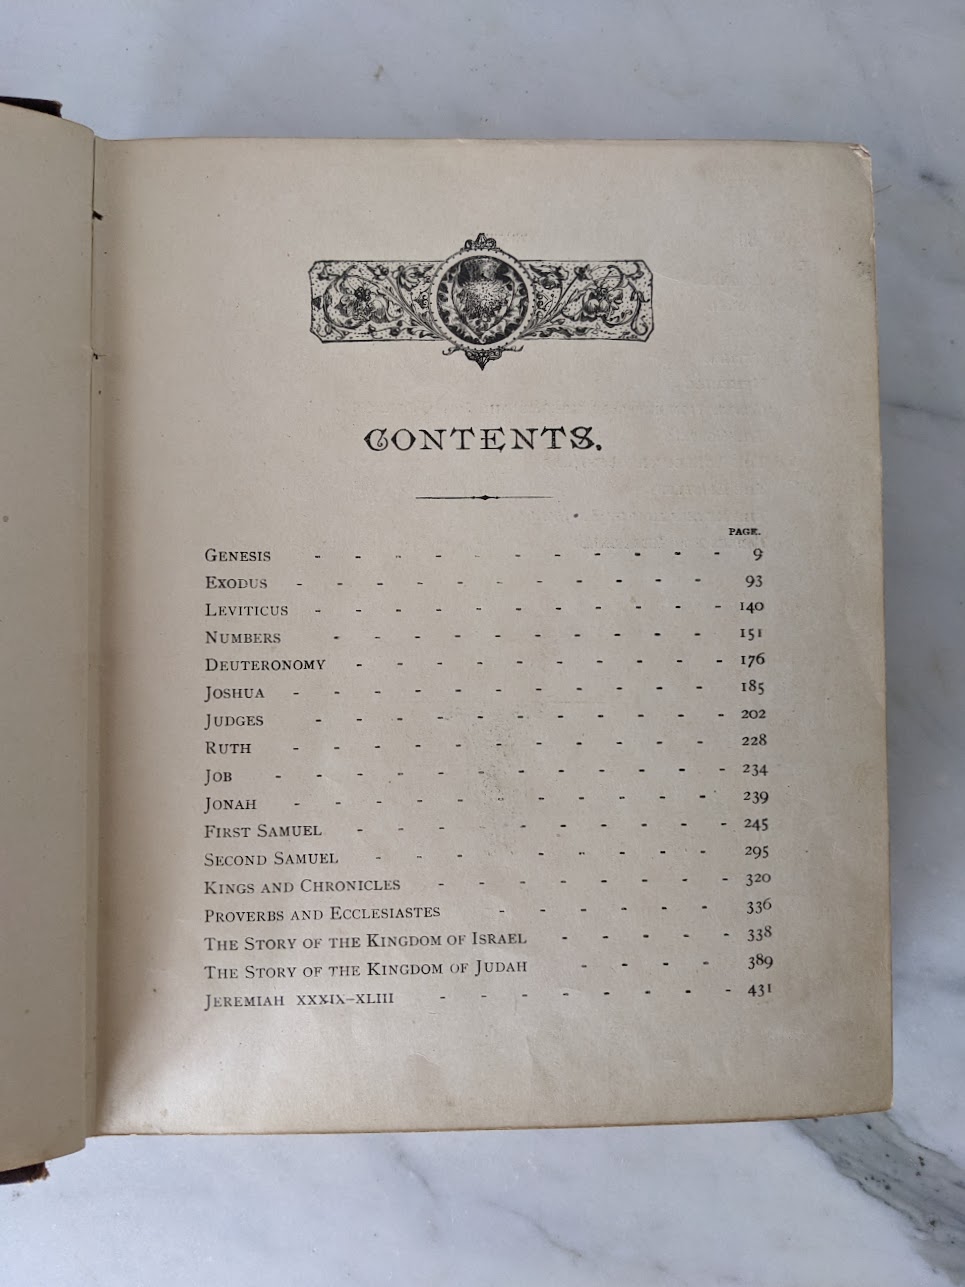 CONTENTS.
PAGE.
GENESIS - - - - - - - - - - - 9
EXODUS - - - - - - - - - - - 93
LEVITICUS - - - - - - - - - - - 140
NUMBERS - - - - - - - - - - 151
DEUTERONOMY - - - - - - - - - - 176
JOSHUA - - - - - - - - - - - 185
JUDGES - - - - - - - - - - - 202
RUTH - - - - - - - - - - - 228
JOB - - - - - - - - - - - - 234
JONAH - - - - - - - - - - - 239
FIRST SAMUEL - - - - - - - - - 245
SECOND SAMUEL - - - - - - - - - 295
KINGS AND CHRONICLES - - - - - - - - 320
PROVERBS AND ECCLESIASTES - - - - - - 336
THE STORY OF THE KINGDOM OF ISRAEL - - - - - 338
THE STORY OF THE KINGDOM OF JUDAH - - - - 389
JEREMIAH XXXIX–XLIII - - - - - - - - 431